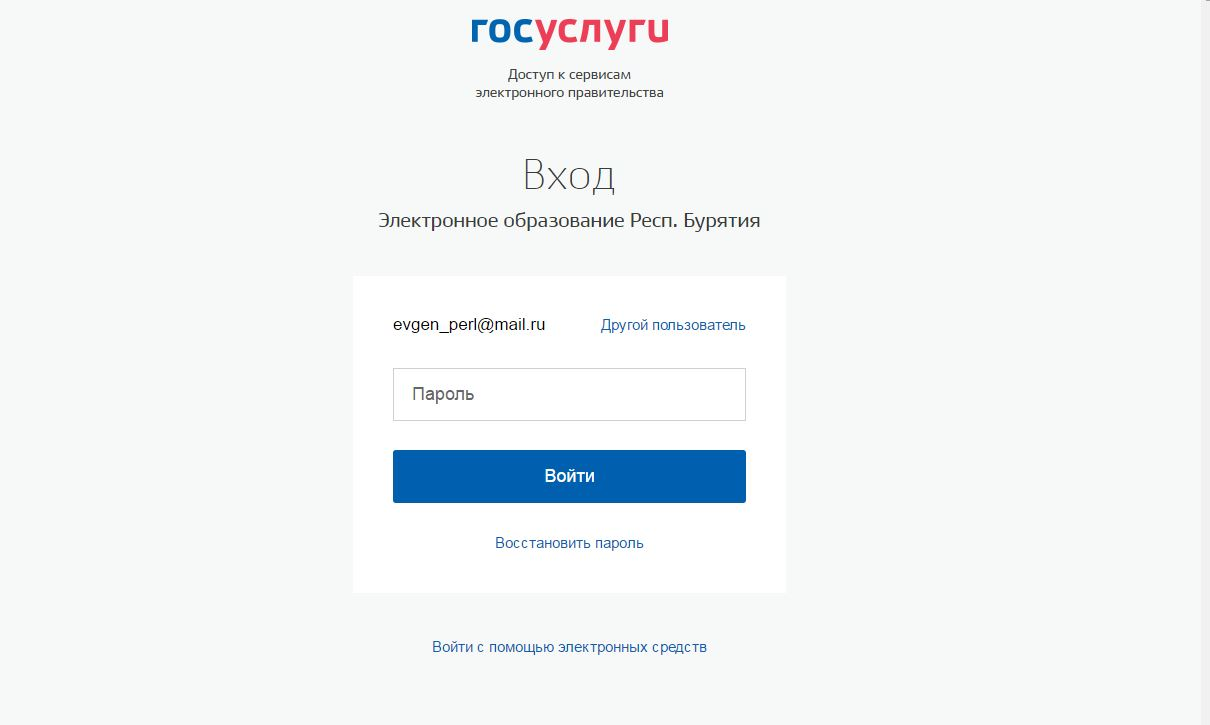 госуслуги
Доступ к сервисам
электронного правительства
Вход
Электронное образование Респ. Бурятия
evgen_perl@mail.ru Другой пользователь
Пароль
Войти
Восстановить пароль
Войти с помощью электронных средств